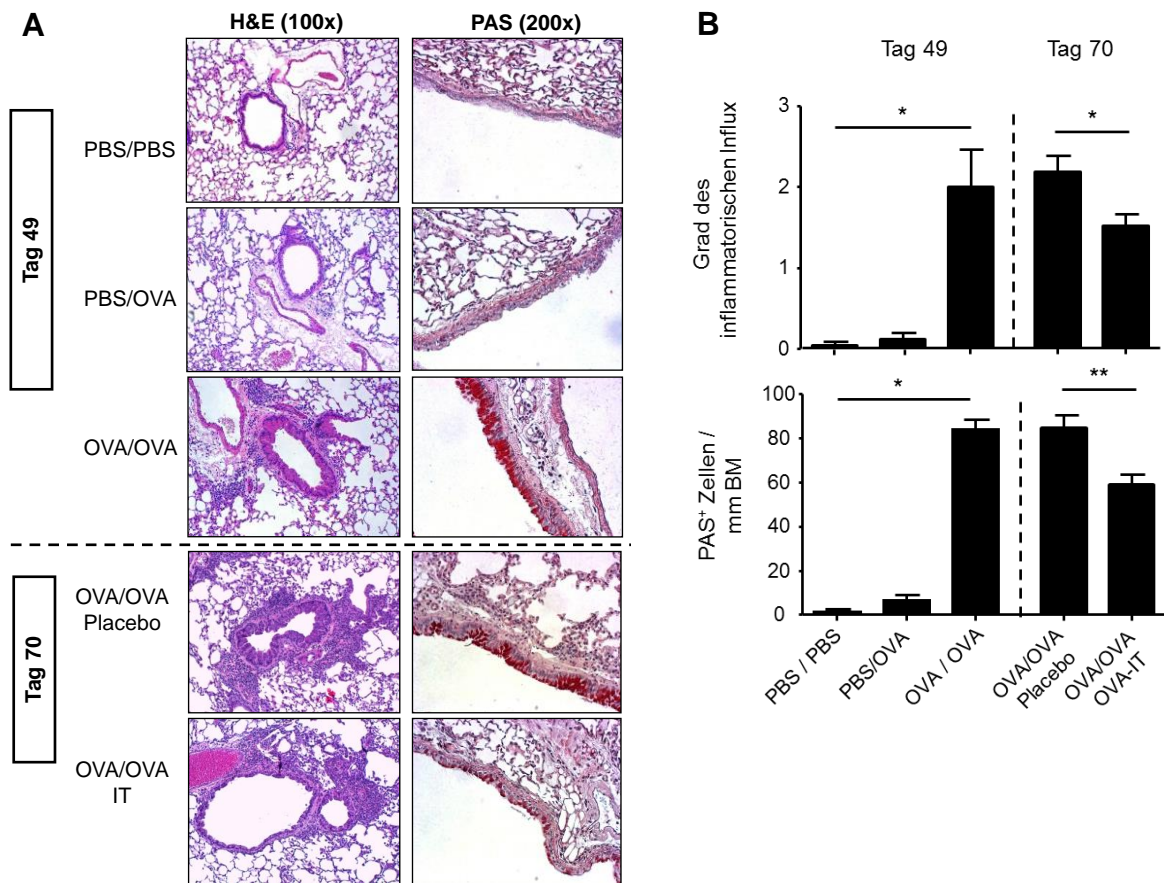 A
H&E (100x)
PAS (200x)
Tag 49
PBS/PBS
PBS/OVA
OVA/OVA
Tag 70
OVA/OVA
Placebo
OVA/OVA
IT
B
Tag 49
Tag 70
Grad des
inflammatorischen Influx
3
2
1
0
*
*
PAS+ Zellen /
mm BM
100
80
60
40
20
0
*
**
PBS / PBS
PBS/OVA
OVA / OVA
OVA/OVA
Placebo
OVA/OVA
OVA-IT